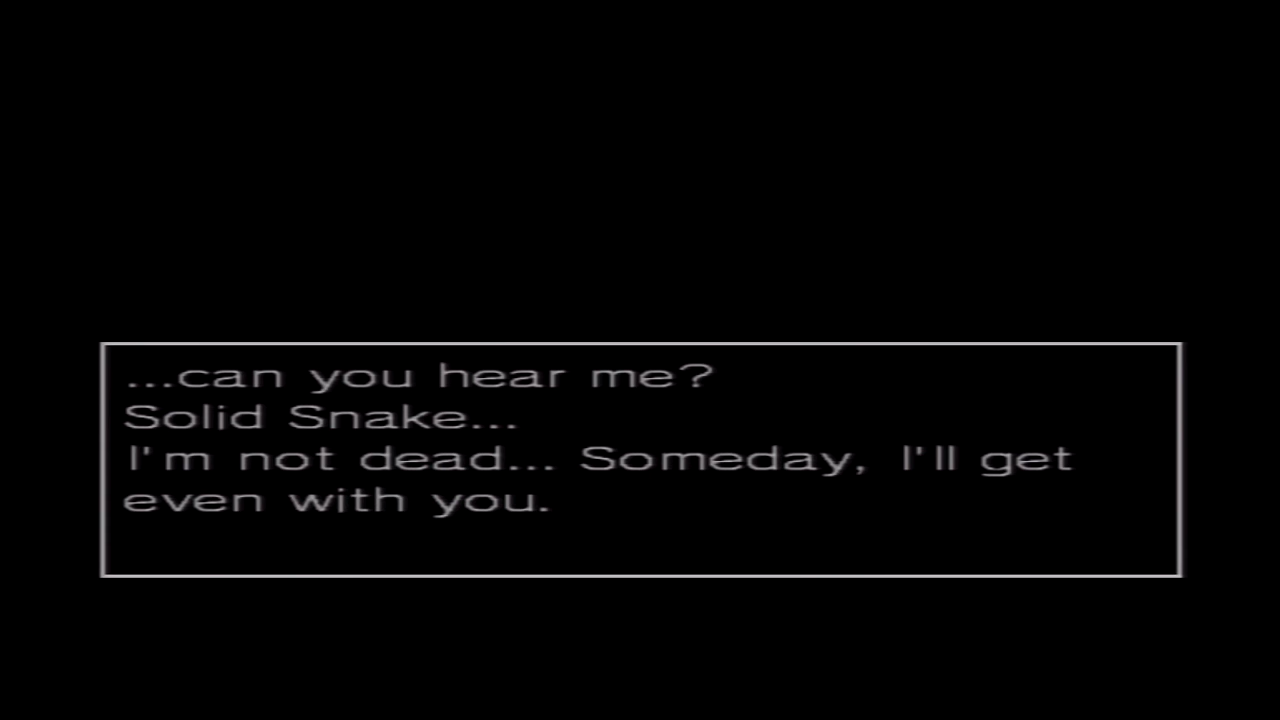 ...can you hear me?
Solid Snake...
I'm not dead... Someday, I'll get
even with you.